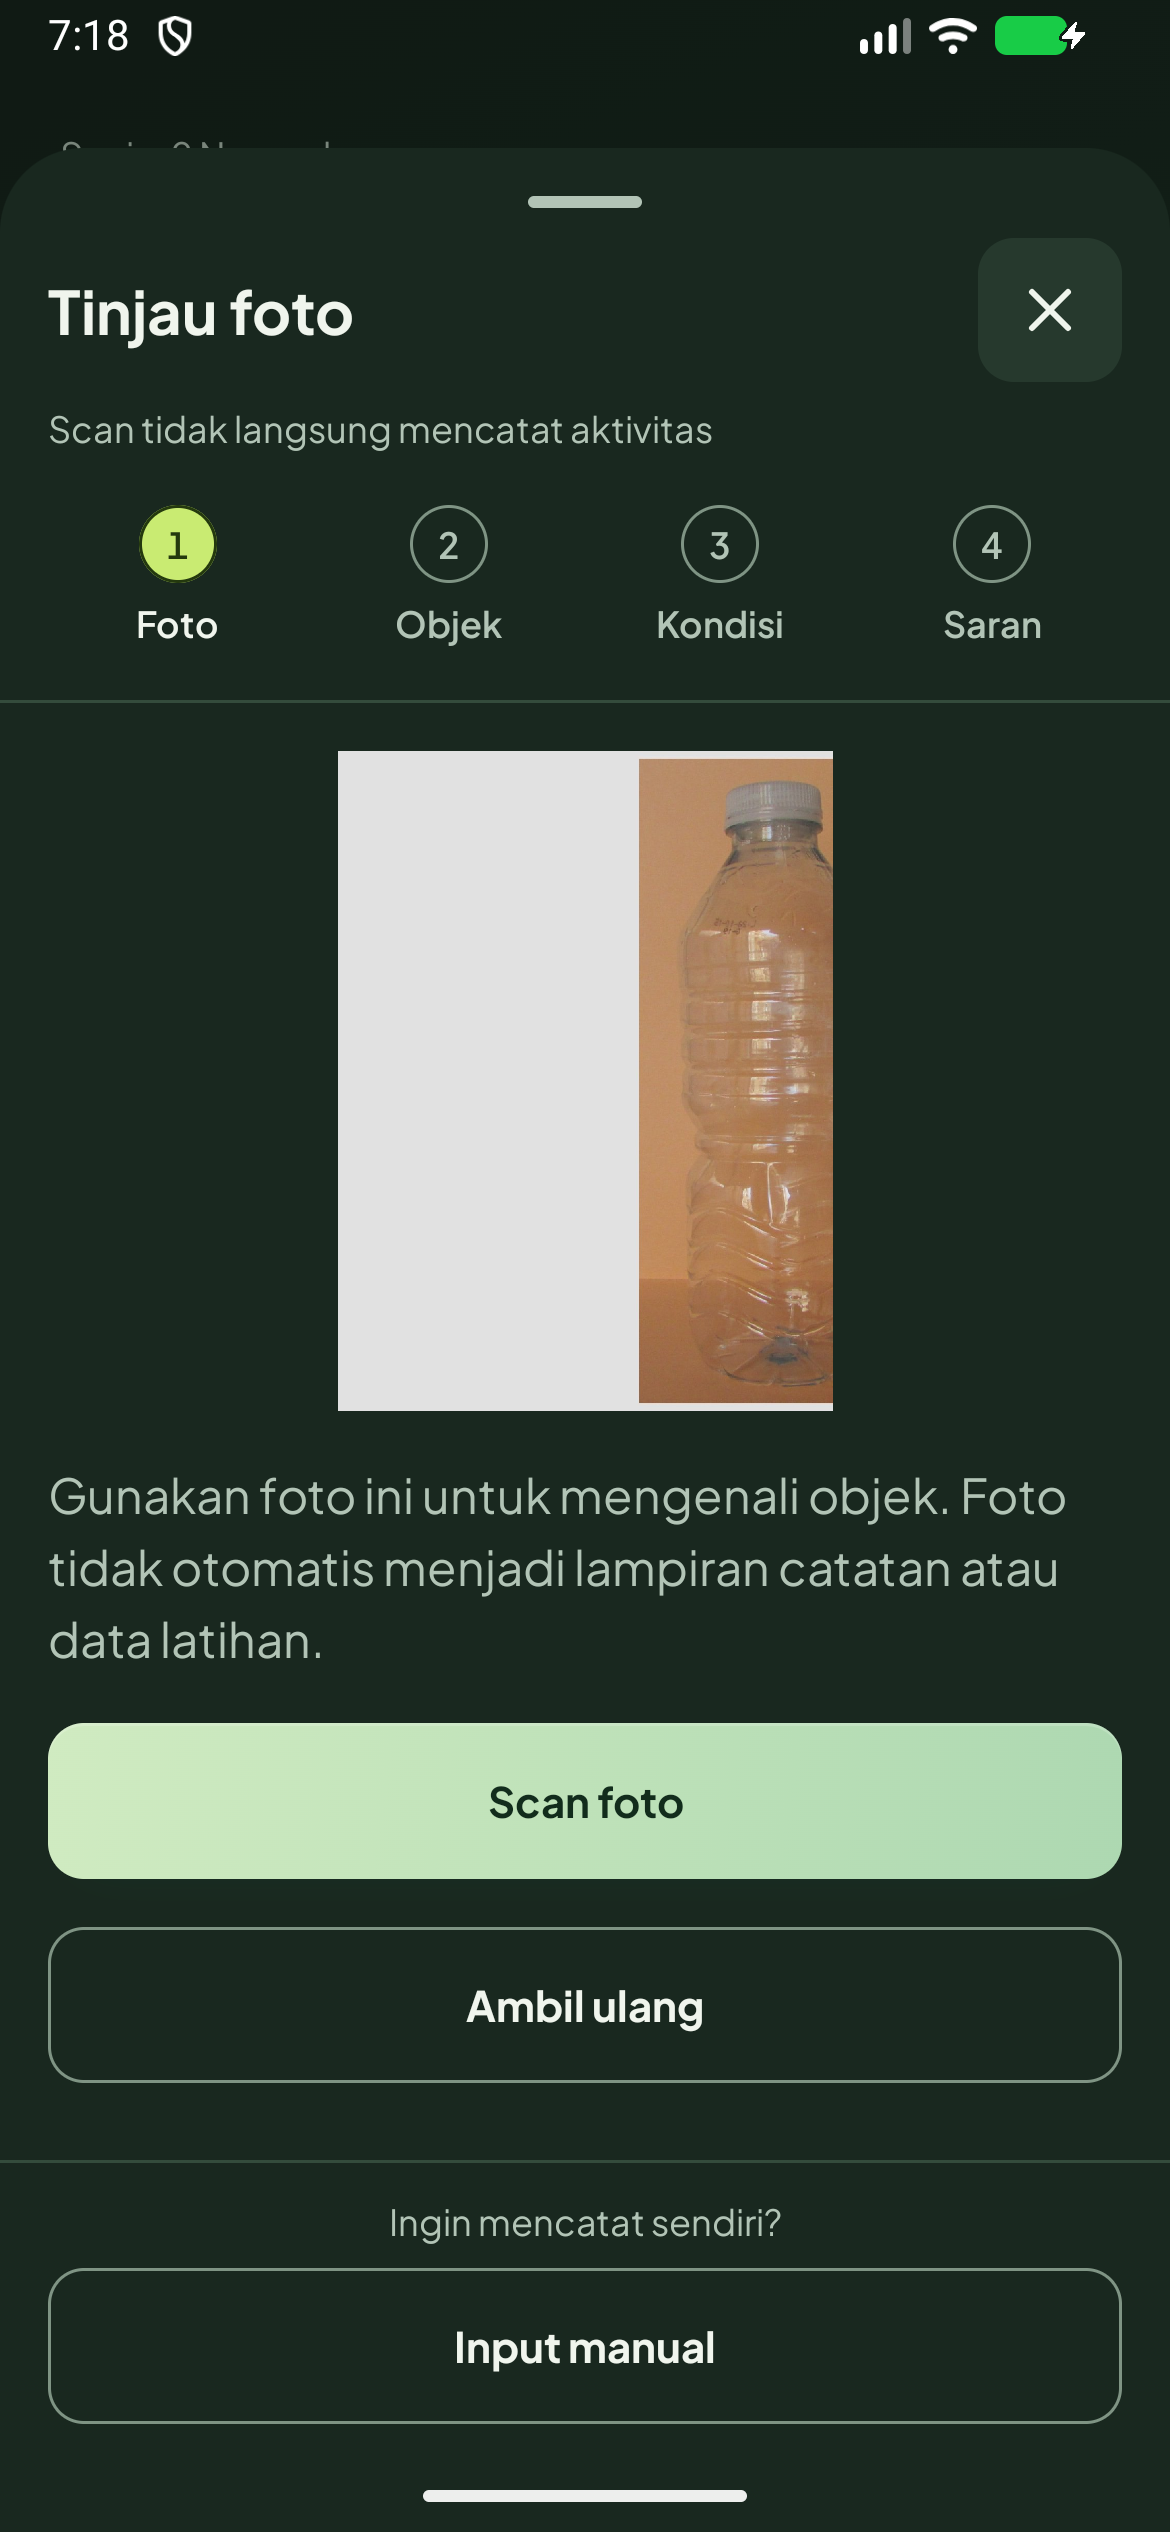 7:18
Tinjau foto
Scan tidak langsung mencatat aktivitas
1
2
3
4
Foto
Objek
Kondisi
Saran
Gunakan foto ini untuk mengenali objek. Foto
tidak otomatis menjadi lampiran catatan atau
data latihan.
Scan foto
Ambil ulang
Ingin mencatat sendiri?
Input manual